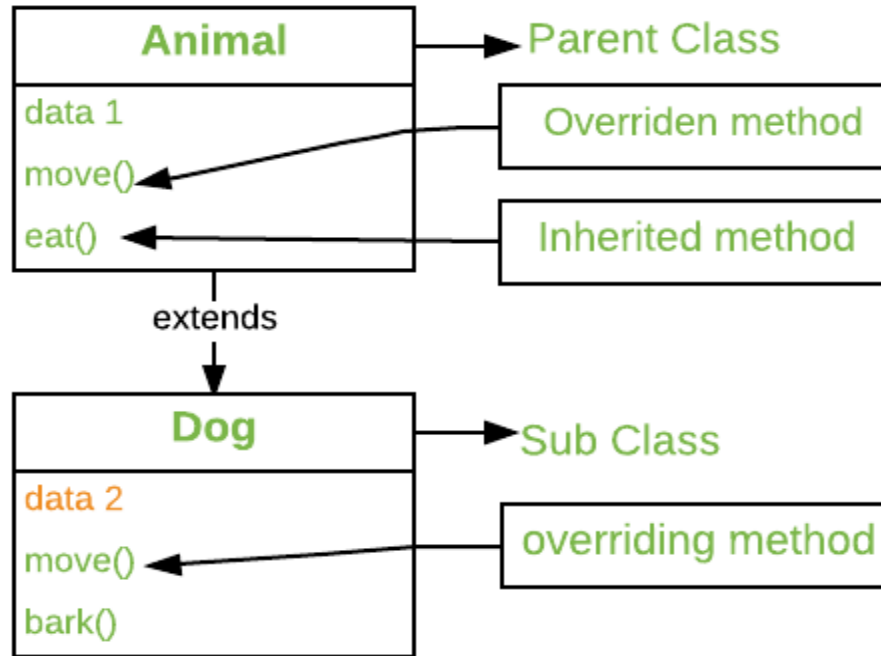 Animal
Parent Class
data 1
Overriden method
move()
eat()
Inherited method
extends
Dog
Sub Class
data 2
move()
overriding method
bark()